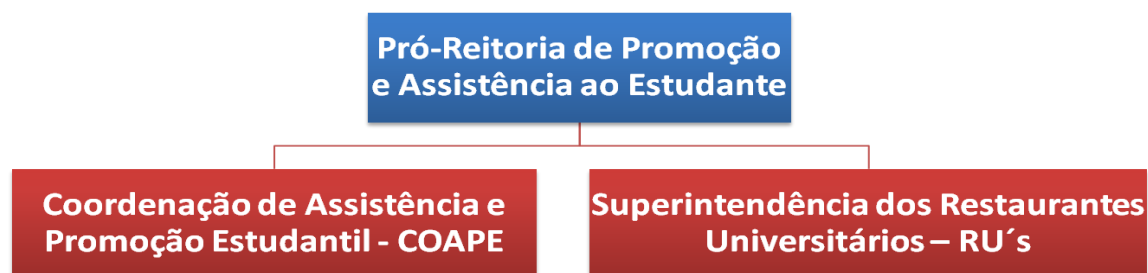 Pró-Reitoria de Promoção
e Assistência ao Estudante
Coordenação de Assistência e
Promoção Estudantil - COAPE
Superintendência dos Restaurantes
Universitários – RU´s